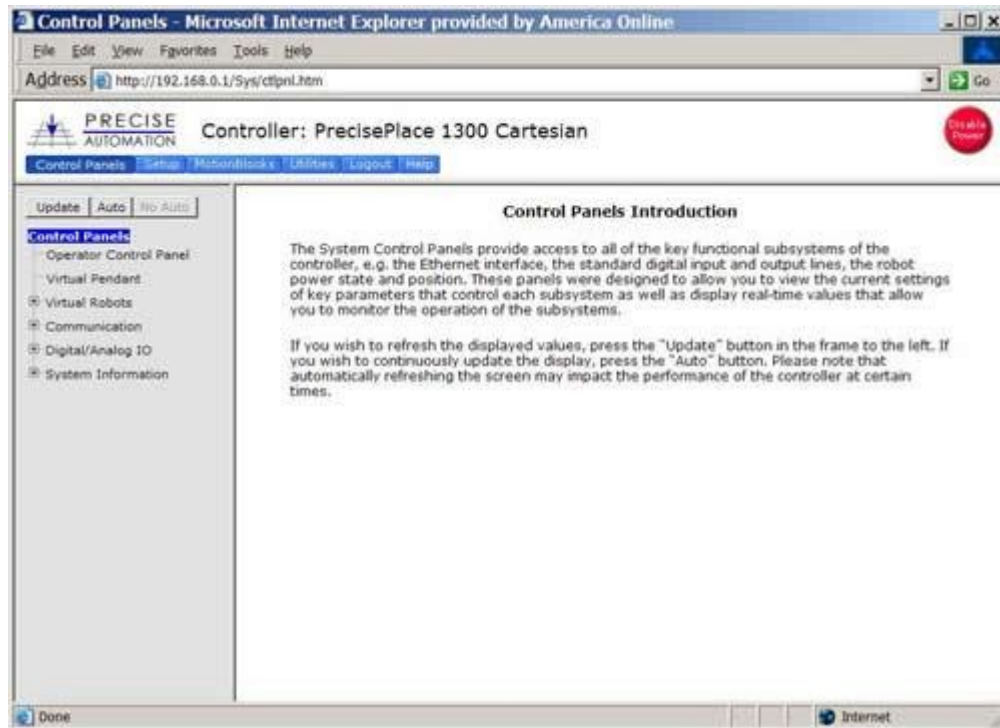 Control Panels - Microsoft Internet Explorer provided by America Online
File Edit View Favorites Tools Help
Address http://192.168.0.1/Sys/ctlpnl.htm Go
PRECISE
AUTOMATION
Controller: PrecisePlace 1300 Cartesian
Disable
Power
Control Panels Setup MotionBlocks Utilities Logout Help
Update Auto No Auto
Control Panels
Operator Control Panel
Virtual Pendant
Virtual Robots
Communication
Digital/Analog IO
System Information
Control Panels Introduction
The System Control Panels provide access to all of the key functional subsystems of the
controller, e.g. the Ethernet interface, the standard digital input and output lines, the robot
power state and position. These panels were designed to allow you to view the current settings
of key parameters that control each subsystem as well as display real-time values that allow
you to monitor the operation of the subsystems.
If you wish to refresh the displayed values, press the "Update" button in the frame to the left. If
you wish to continuously update the display, press the "Auto" button. Please note that
automatically refreshing the screen may impact the performance of the controller at certain
times.
Done
Internet